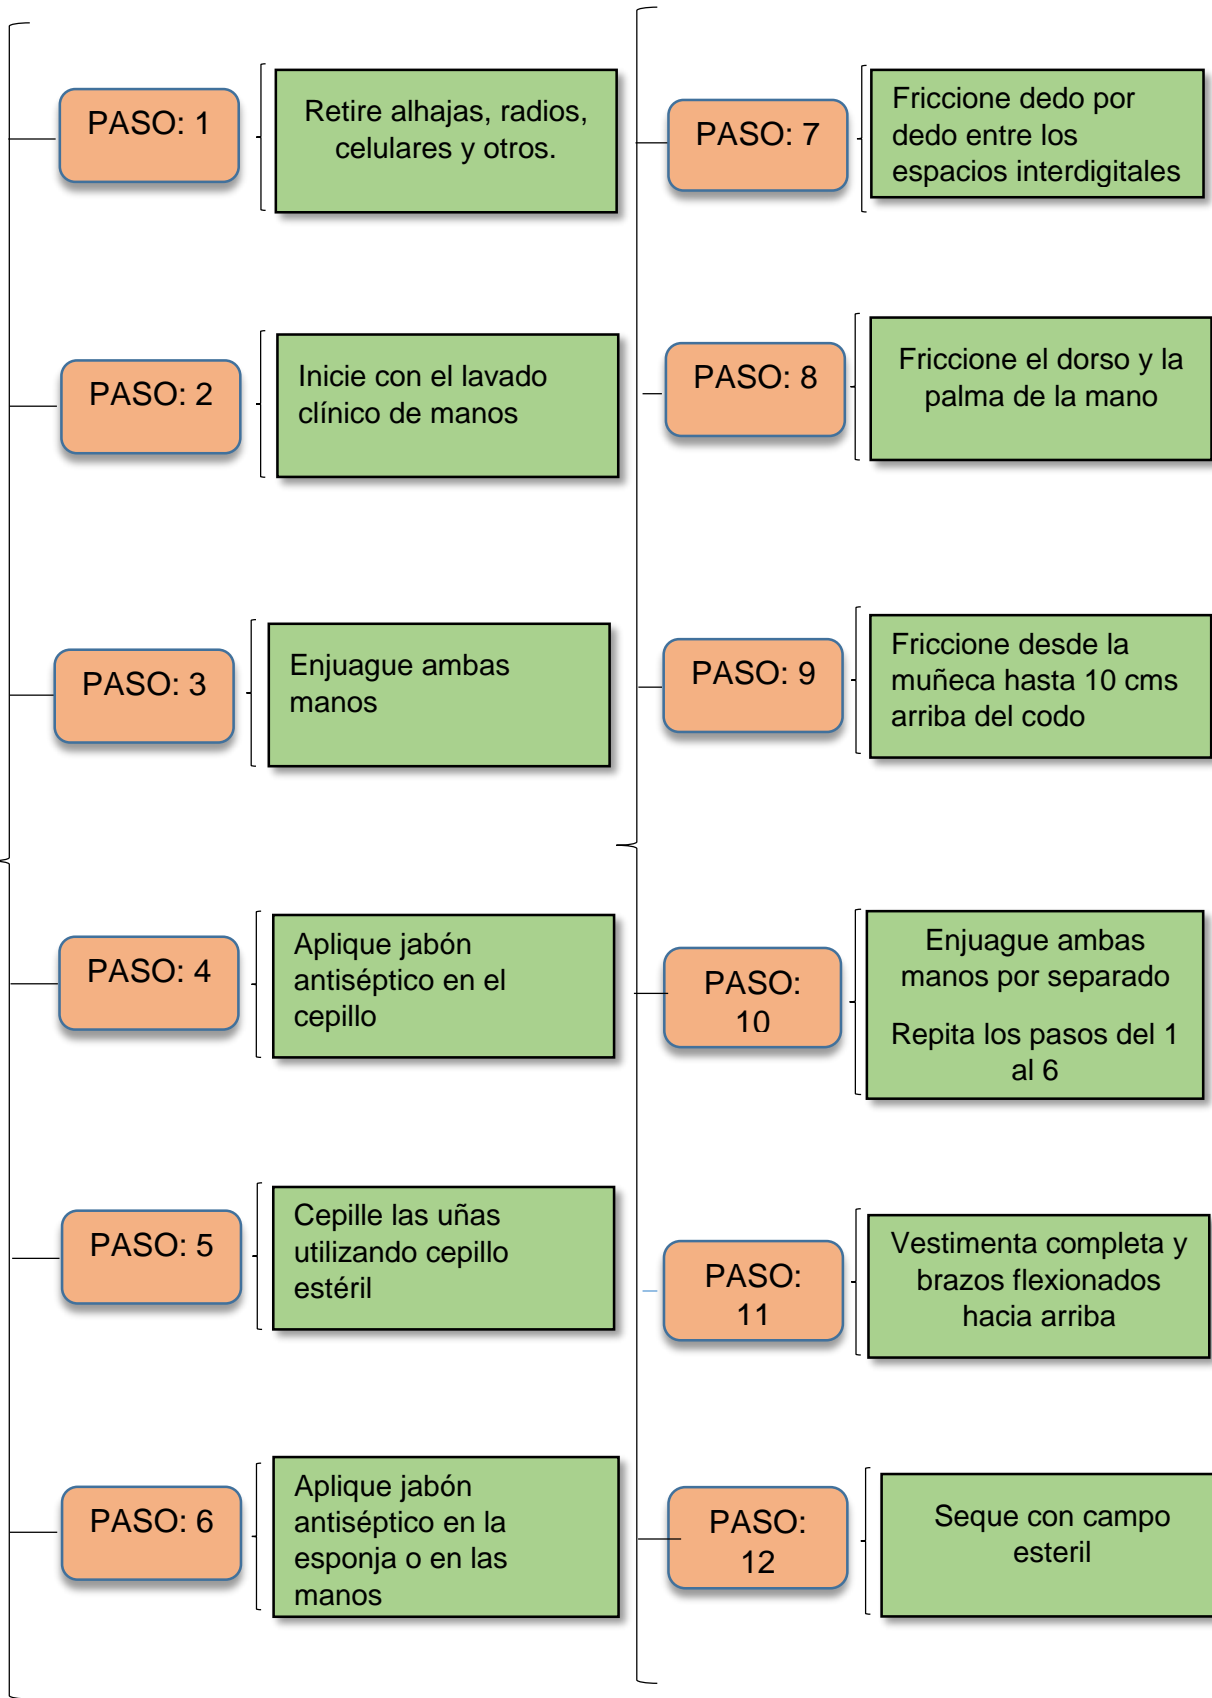 PASO: 1
Retire alhajas, radios,
celulares y otros.
PASO: 2
Inicie con el lavado
clínico de manos
PASO: 3
Enjuague ambas
manos
PASO: 4
Aplique jabón
antiséptico en el
cepillo
PASO: 5
Cepille las uñas
utilizando cepillo
estéril
PASO: 6
Aplique jabón
antiséptico en la
esponja o en las
manos
PASO: 7
Friccione dedo por
dedo entre los
espacios interdigitales
PASO: 8
Friccione el dorso y la
palma de la mano
PASO: 9
Friccione desde la
muñeca hasta 10 cms
arriba del codo
PASO:
10
Enjuague ambas
manos por separado
Repita los pasos del 1
al 6
PASO:
11
Vestimenta completa y
brazos flexionados
hacia arriba
PASO:
12
Seque con campo
esteril